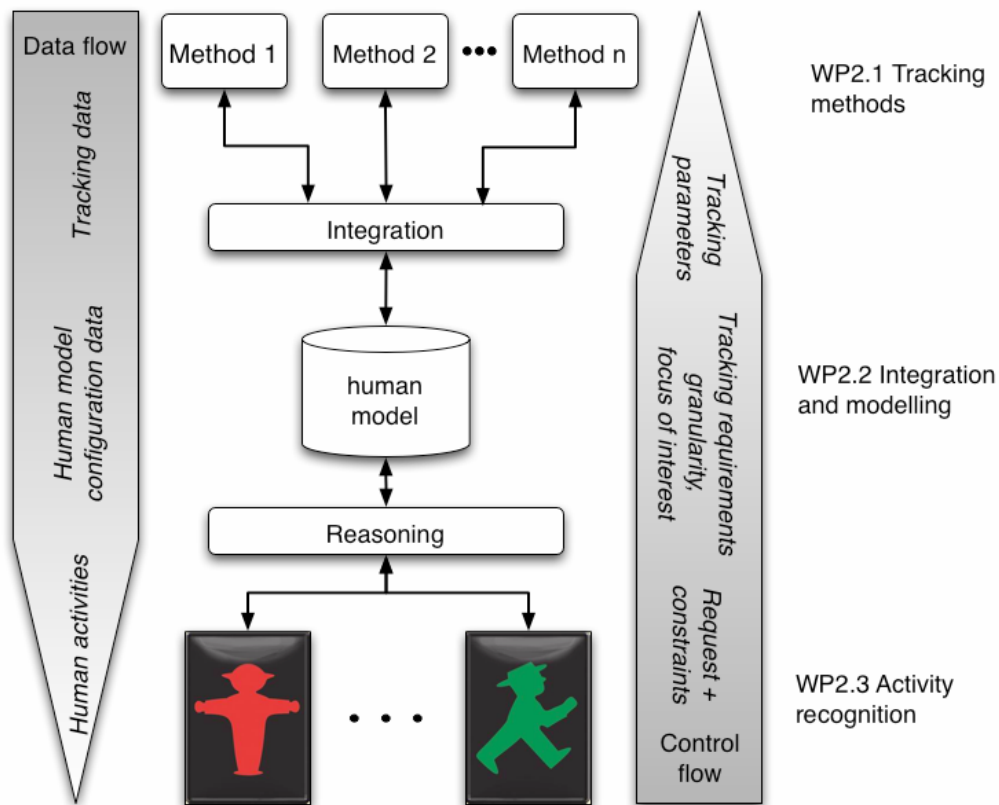 Data flow
Tracking data
Human model
configuration data
Human activities
Method 1
Method 2
•••
Method n
Integration
human
model
Reasoning
. . .
Tracking
parameters
Tracking requirements
granularity,
focus of interest
Request +
constraints
Control
flow
WP2.1 Tracking
methods
WP2.2 Integration
and modelling
WP2.3 Activity
recognition